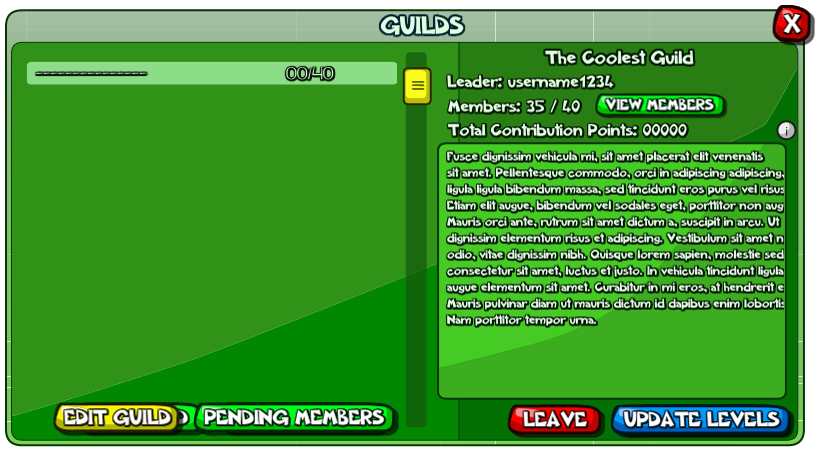 GUILDS
X
---------------- 00/40
The Coolest Guild
Leader: username1234
Members: 35 / 40 VIEW MEMBERS
Total Contribution Points: 00000
i
Fusce dignissim vehicula mi, sit amet placerat elit venenatis
sit amet. Pellentesque commodo, orci in adipiscing adipiscing,
ligula ligula bibendum massa, sed tincidunt eros purus vel risus
Etiam elit augue, bibendum vel sodales eget, porttitor non aug
Mauris orci ante, rutrum sit amet dictum a, suscipit in arcu. Ut
dignissim elementum risus et adipiscing. Vestibulum sit amet n
odio, vitae dignissim nibh. Quisque lorem sapien, molestie sed
consectetur sit amet, luctus et justo. In vehicula tincidunt ligula
augue elementum sit amet. Curabitur in mi eros, at hendrerit e
Mauris pulvinar diam ut mauris dictum id dapibus enim lobortis
Nam porttitor tempor urna.
EDIT GUILD PENDING MEMBERS LEAVE UPDATE LEVELS